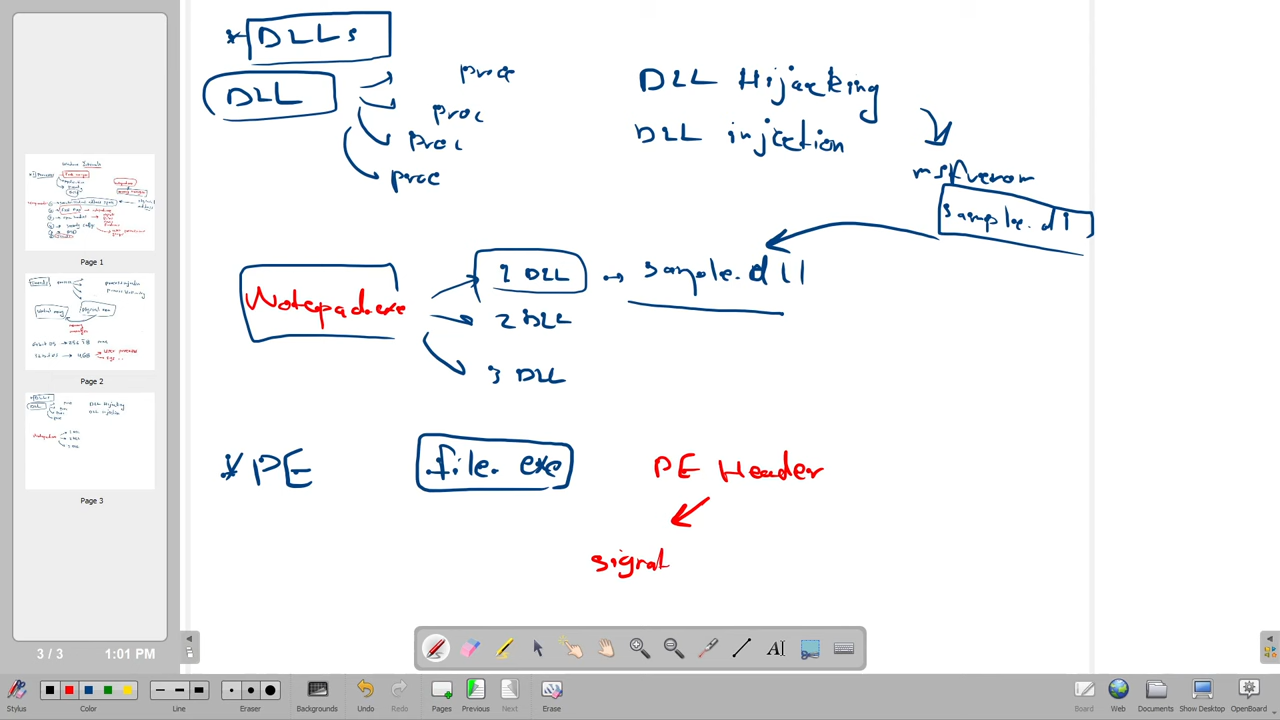 * DLLs
DLL
proc
proc
proc
proc
DLL Hijacking
DLL injection
msfvenom
sample.dll
Notepad.exe
1 DLL → sample.dll
2 DLL
3 DLL
* PE
file.exe
PE Header
signat
Page 1
Page 2
Page 3
3 / 3
1:01 PM
Stylus
Color
Line
Eraser
Backgrounds
Undo
Redo
Pages
Previous
Next
Erase
Board
Web
Documents
Show Desktop
OpenBoard